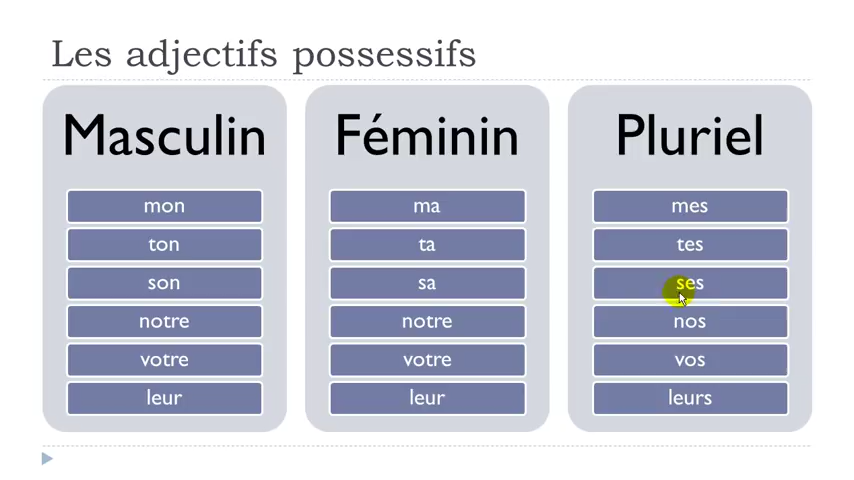 Les adjectifs possessifs
Masculin
mon
ton
son
notre
votre
leur
Féminin
ma
ta
sa
notre
votre
leur
Pluriel
mes
tes
ses
nos
vos
leurs